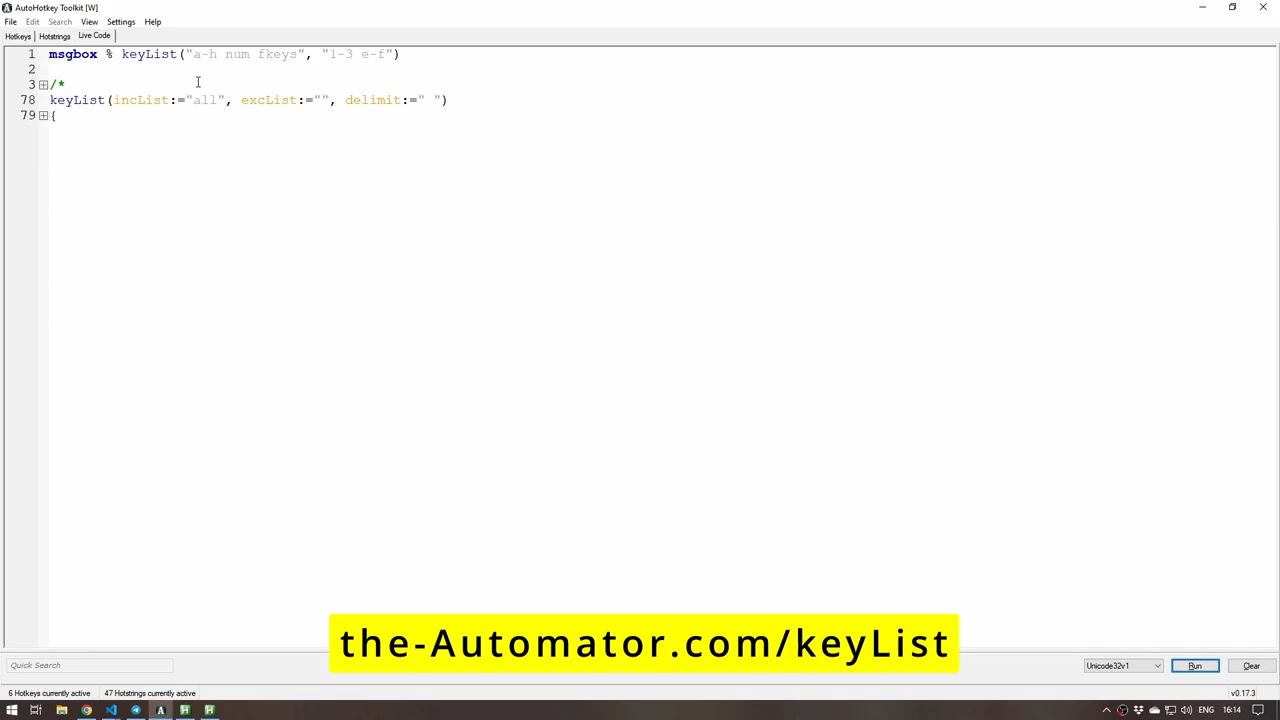 AutoHotkey Toolkit [W]
File Edit Search View Settings Help
Hotkeys Hotstrings Live Code
1 msgbox % keyList("a-h num fkeys", "1-3 e-f")
2
3 /*
78 keyList(incList:="all", excList:="", delimit:=" ")
79 {
the-Automator.com/keyList
Quick Search
Unicode32v1
Run
Clear
6 Hotkeys currently active 47 Hotstrings currently active
v0.17.3
ENG 16:14